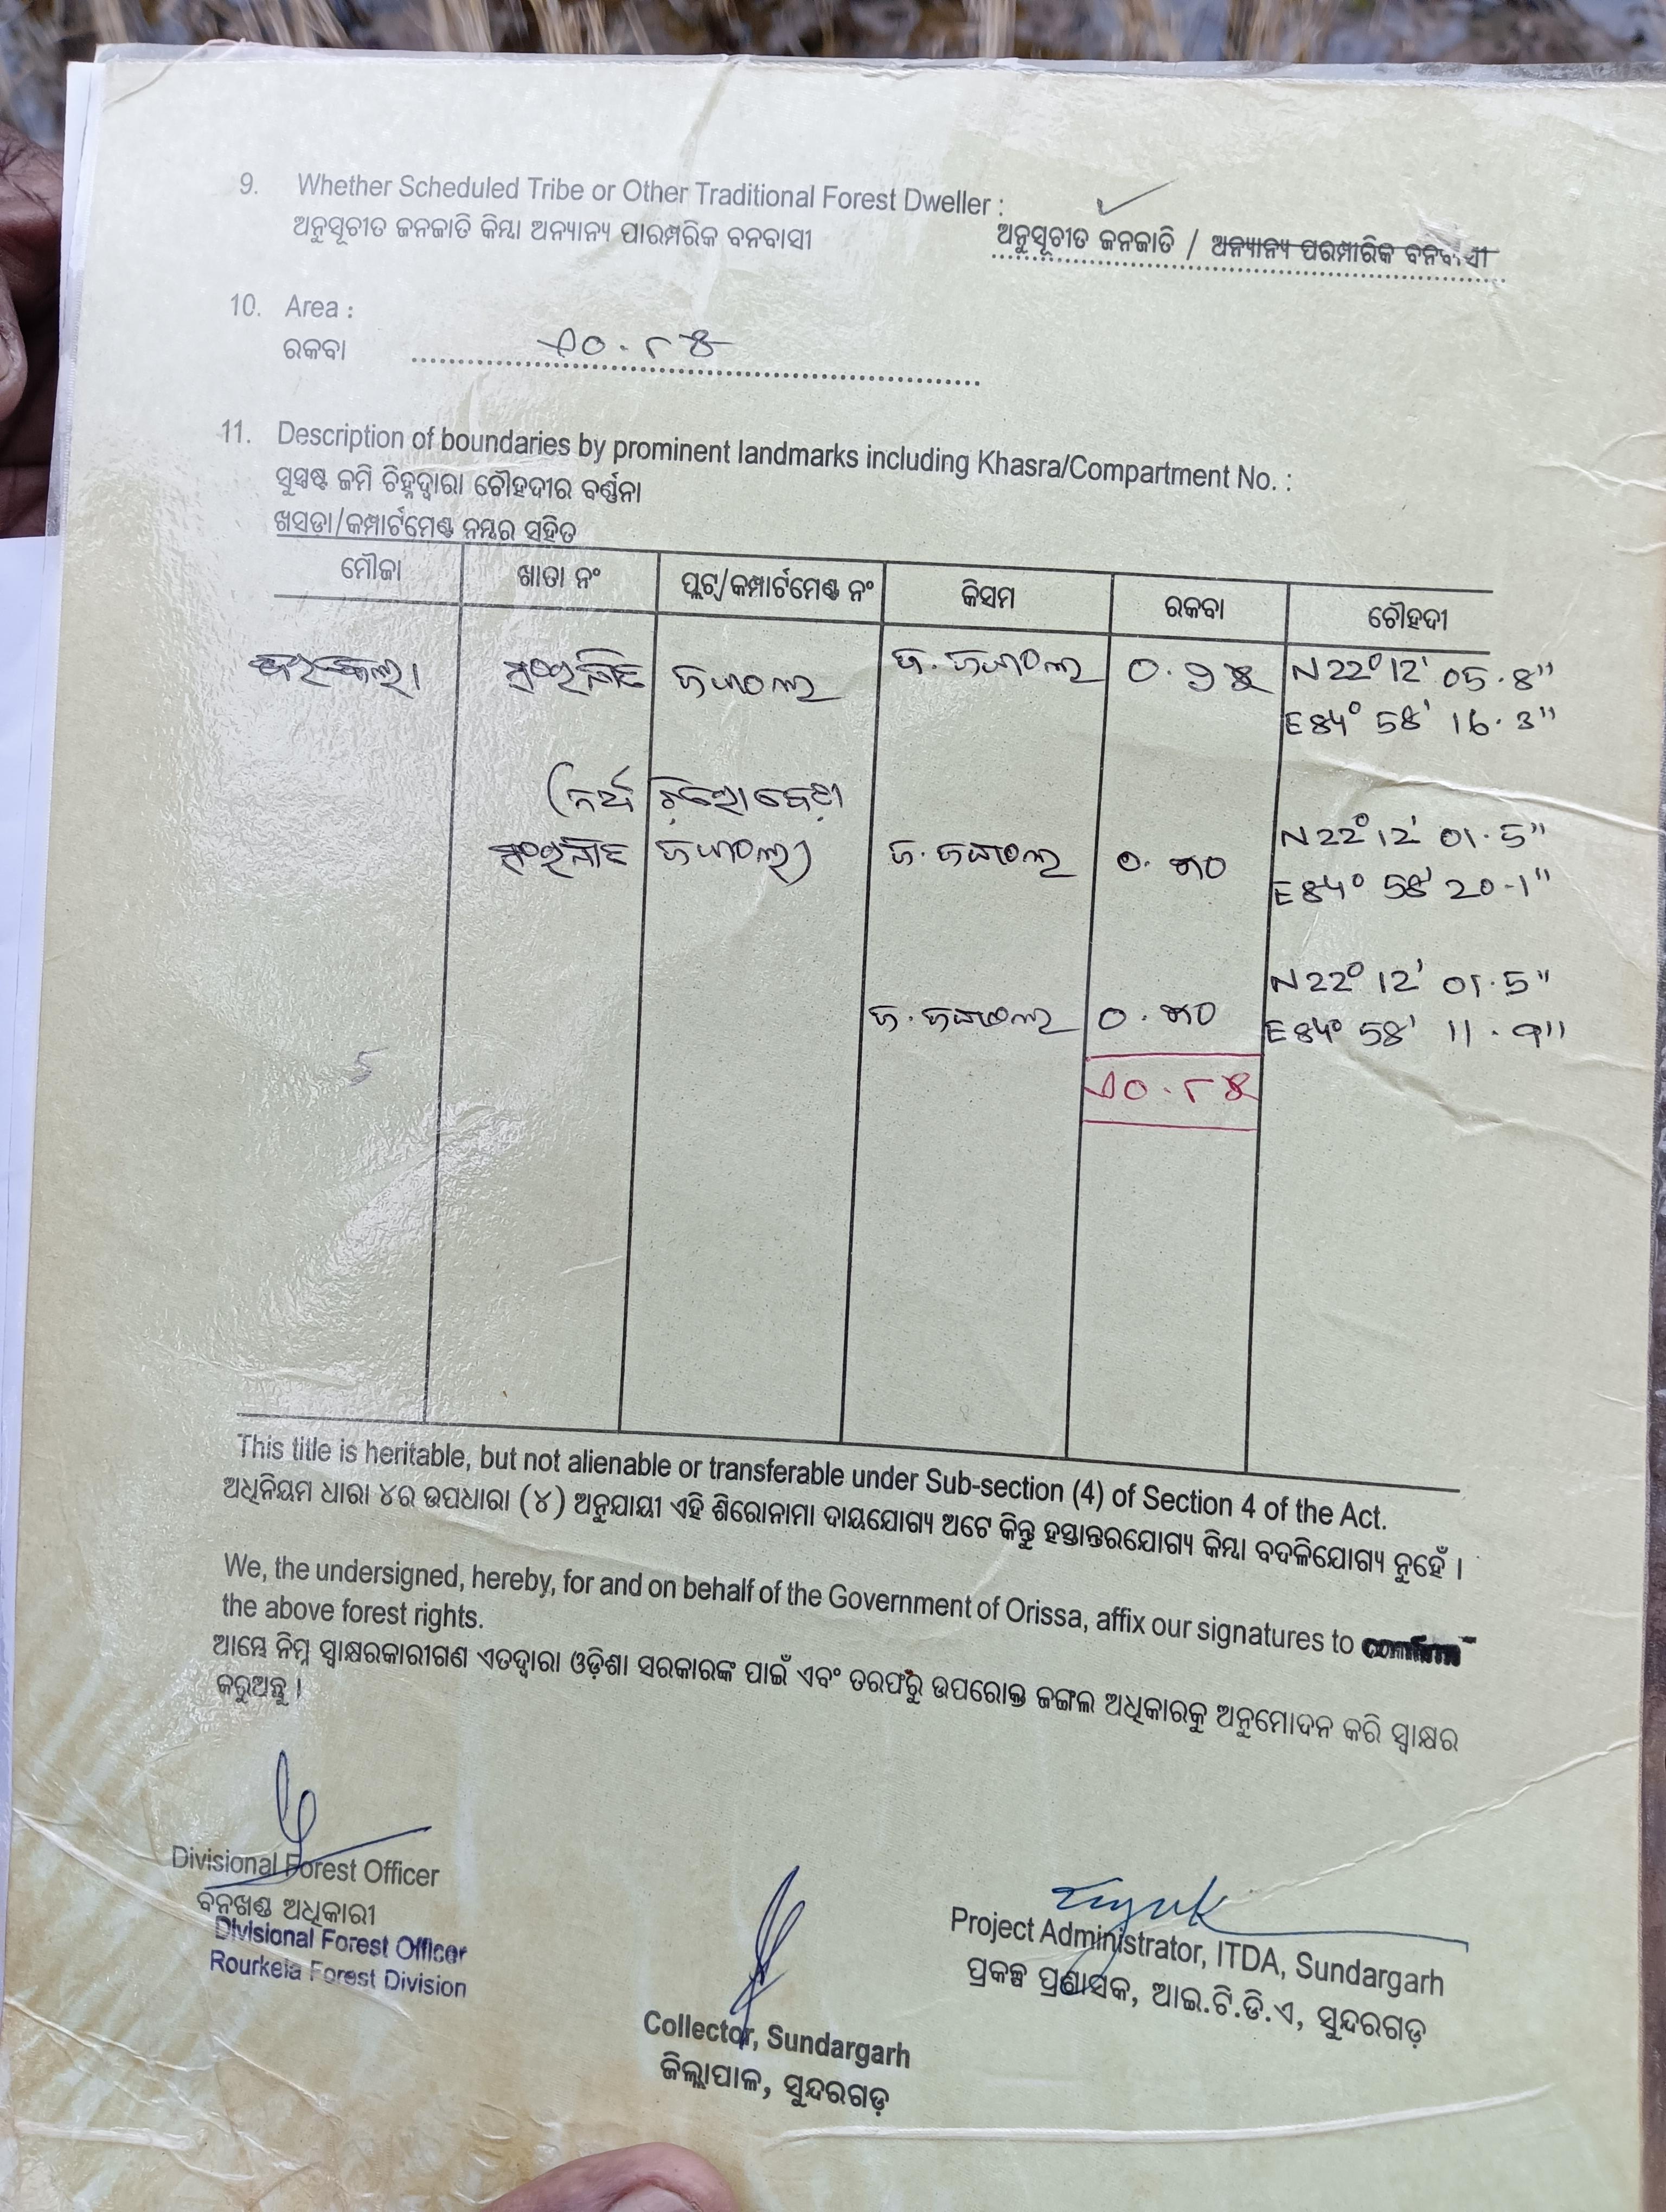 9. Whether Scheduled Tribe or Other Traditional Forest Dweller :
ଅନୁସୂଚୀତ ଜନଜାତି କିମ୍ବା ଅନ୍ୟାନ୍ୟ ପାରମ୍ପରିକ ବନବାସୀ
ଅନୁସୂଚୀତ ଜନଜାତି / ଅନ୍ୟାନ୍ୟ ପରମ୍ପାରିକ ବନବାସୀ
10. Area :
ରକବା
11. Description of boundaries by prominent landmarks including Khasra/Compartment No. :
ସୁସ୍ପଷ୍ଟ ଜମି ଚିହ୍ନଦ୍ୱାରା ଚୌହଦୀର ବର୍ଣ୍ଣନା
ଖସଡା/କମ୍ପାର୍ଟମେଣ୍ଟ ନମ୍ବର ସହିତ
ମୌଜା ଖାତା ନଂ ପ୍ଲଟ୍/କମ୍ପାର୍ଟମେଣ୍ଟ ନଂ କିସମ ରକବା ଚୌହଦୀ
N 22° 12' 05.8"
E 84° 58' 16.3"
N 22° 12' 01.5"
E 84° 58' 20.1"
N 22° 12' 01.5"
E 84° 58' 11.9"
This title is heritable, but not alienable or transferable under Sub-section (4) of Section 4 of the Act.
ଅଧିନିୟମ ଧାରା ୪ର ଉପଧାରା (୪) ଅନୁଯାୟୀ ଏହି ଶିରୋନାମା ଦାୟଯୋଗ୍ୟ ଅଟେ କିନ୍ତୁ ହସ୍ତାନ୍ତରଯୋଗ୍ୟ କିମ୍ବା ବଦଳିଯୋଗ୍ୟ ନୁହେଁ ।
We, the undersigned, hereby, for and on behalf of the Government of Orissa, affix our signatures to confirm
the above forest rights.
ଆମ୍ଭେ ନିମ୍ନ ସ୍ୱାକ୍ଷରକାରୀଗଣ ଏତଦ୍ୱାରା ଓଡ଼ିଶା ସରକାରଙ୍କ ପାଇଁ ଏବଂ ତରଫରୁ ଉପରୋକ୍ତ ଜଙ୍ଗଲ ଅଧିକାରକୁ ଅନୁମୋଦନ କରି ସ୍ୱାକ୍ଷର
କରୁଅଛୁ ।
Divisional Forest Officer
ବନଖଣ୍ଡ ଅଧିକାରୀ
Divisional Forest Officer
Rourkela Forest Division
Project Administrator, ITDA, Sundargarh
ପ୍ରକଳ୍ପ ପ୍ରଶାସକ, ଆଇ.ଟି.ଡି.ଏ, ସୁନ୍ଦରଗଡ଼
Collector, Sundargarh
ଜିଲ୍ଲାପାଳ, ସୁନ୍ଦରଗଡ଼